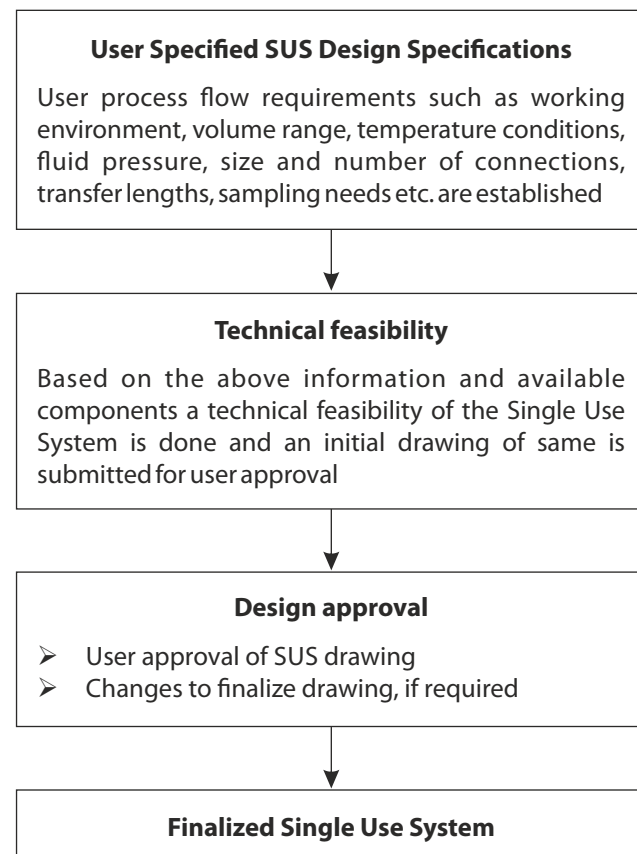 User Specified SUS Design Specifications
User process flow requirements such as working
environment, volume range, temperature conditions,
fluid pressure, size and number of connections,
transfer lengths, sampling needs etc. are established
Technical feasibility
Based on the above information and available
components a technical feasibility of the Single Use
System is done and an initial drawing of same is
submitted for user approval
Design approval
➢ User approval of SUS drawing
➢ Changes to finalize drawing, if required
Finalized Single Use System